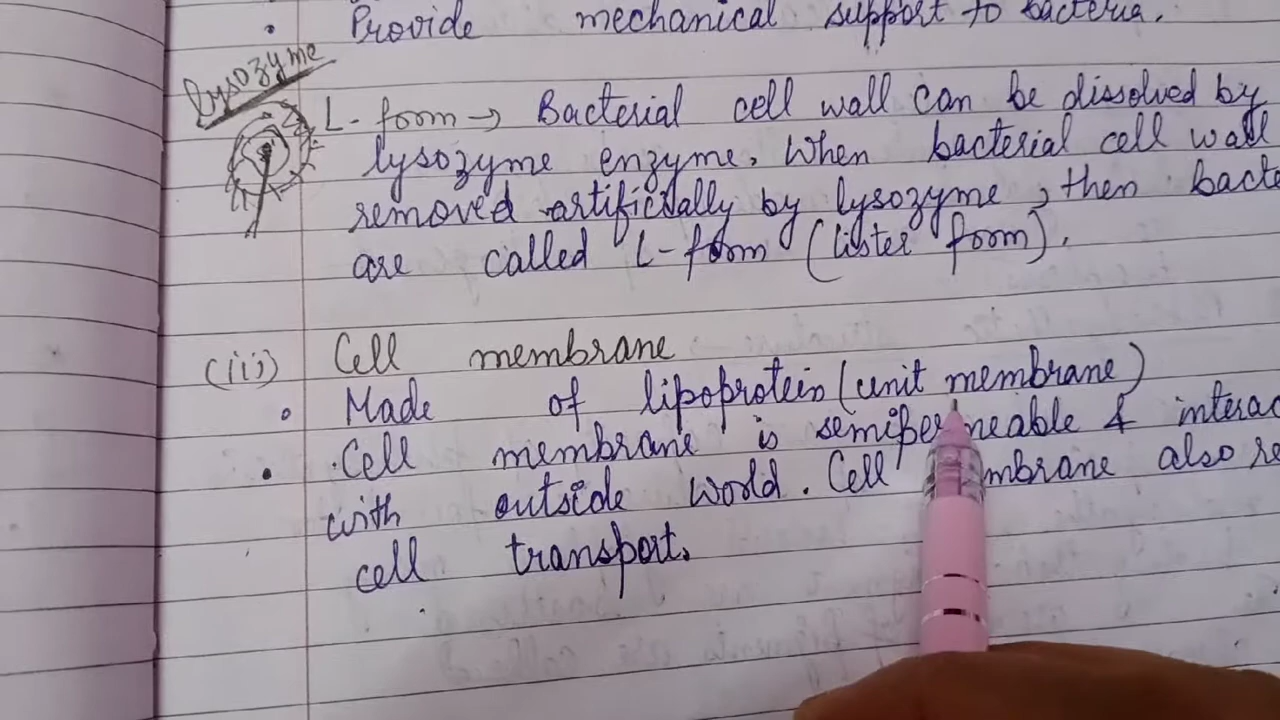 • Provide mechanical support to bacteria.
lysozyme
L-form → Bacterial cell wall can be dissolved by
lysozyme enzyme. When bacterial cell wall
removed artificially by lysozyme, then bacte
are called L-form (lister form).
(iii) Cell membrane
• Made of lipoprotein (unit membrane)
• Cell membrane is semipermeable & interac
with outside world. Cell membrane also re
cell transport.